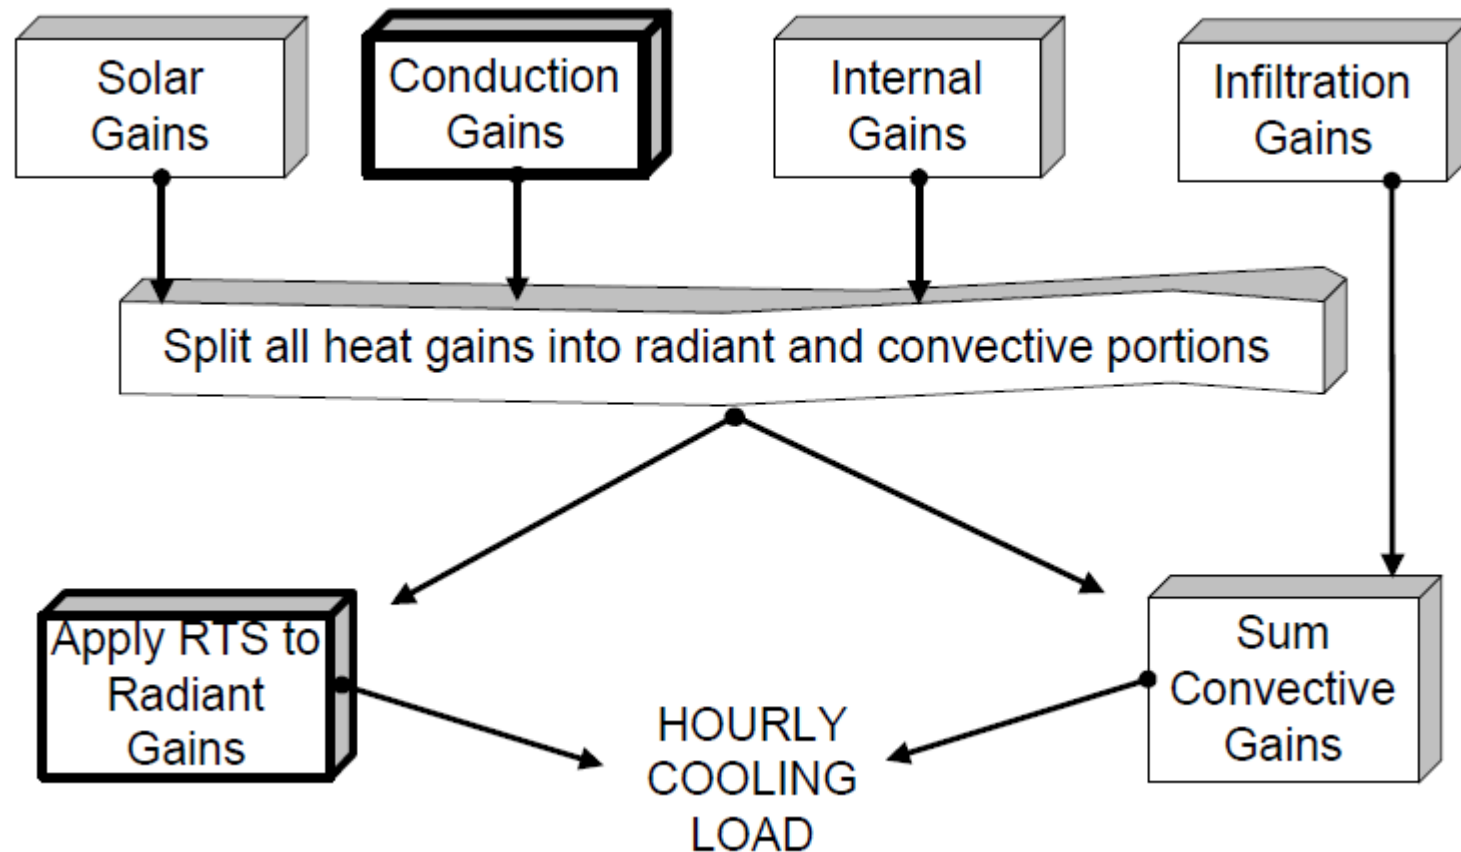 Solar
Gains
Conduction
Gains
Internal
Gains
Infiltration
Gains
Split all heat gains into radiant and convective portions
Apply RTS to
Radiant
Gains
HOURLY
COOLING
LOAD
Sum
Convective
Gains